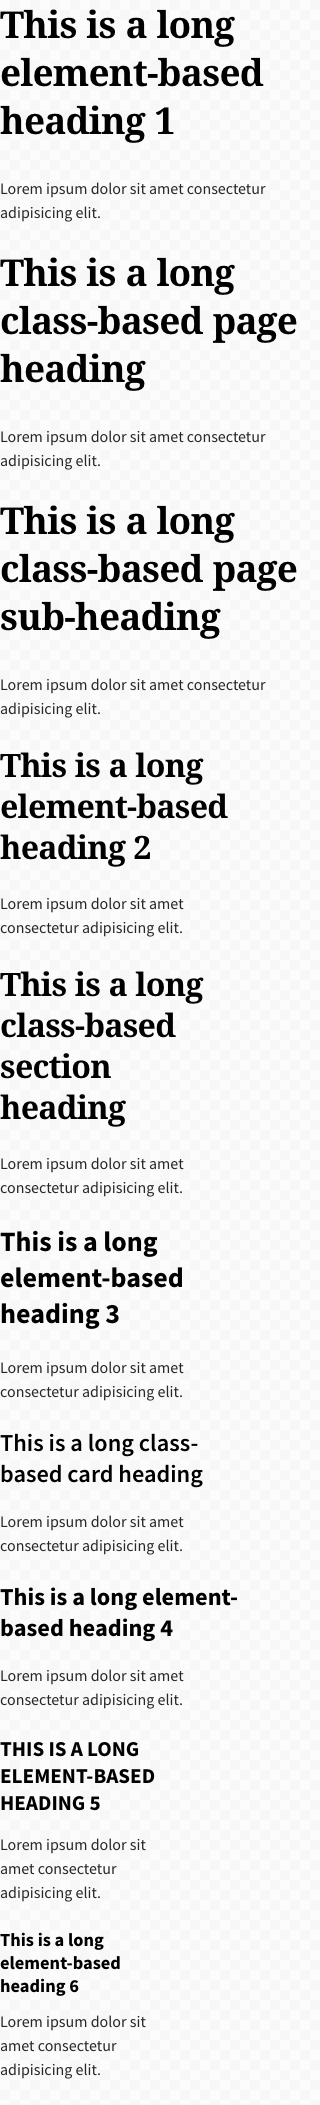 This is a long
element-based
heading 1
Lorem ipsum dolor sit amet consectetur
adipisicing elit.
This is a long
class-based page
heading
Lorem ipsum dolor sit amet consectetur
adipisicing elit.
This is a long
class-based page
sub-heading
Lorem ipsum dolor sit amet consectetur
adipisicing elit.
This is a long
element-based
heading 2
Lorem ipsum dolor sit amet
consectetur adipisicing elit.
This is a long
class-based
section
heading
Lorem ipsum dolor sit amet
consectetur adipisicing elit.
This is a long
element-based
heading 3
Lorem ipsum dolor sit amet
consectetur adipisicing elit.
This is a long class-
based card heading
Lorem ipsum dolor sit amet
consectetur adipisicing elit.
This is a long element-
based heading 4
Lorem ipsum dolor sit amet
consectetur adipisicing elit.
THIS IS A LONG
ELEMENT-BASED
HEADING 5
Lorem ipsum dolor sit
amet consectetur
adipisicing elit.
This is a long
element-based
heading 6
Lorem ipsum dolor sit
amet consectetur
adipisicing elit.